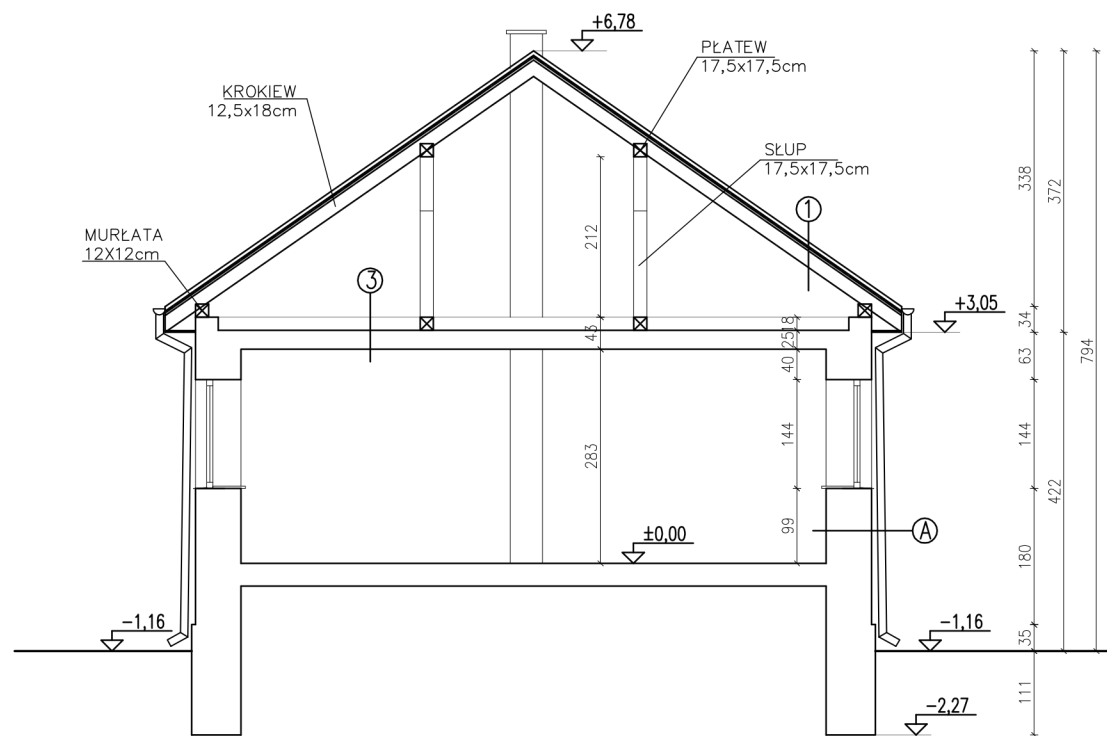 +6,78
PŁATEW
17,5x17,5cm
KROKIEW
12,5x18cm
SŁUP
17,5x17,5cm
338
372
1
MURŁATA
12X12cm
212
3
+3,05
34
794
18
43
25
40
63
144
144
283
422
99
A
±0,00
180
-1,16
-1,16
35
111
-2,27